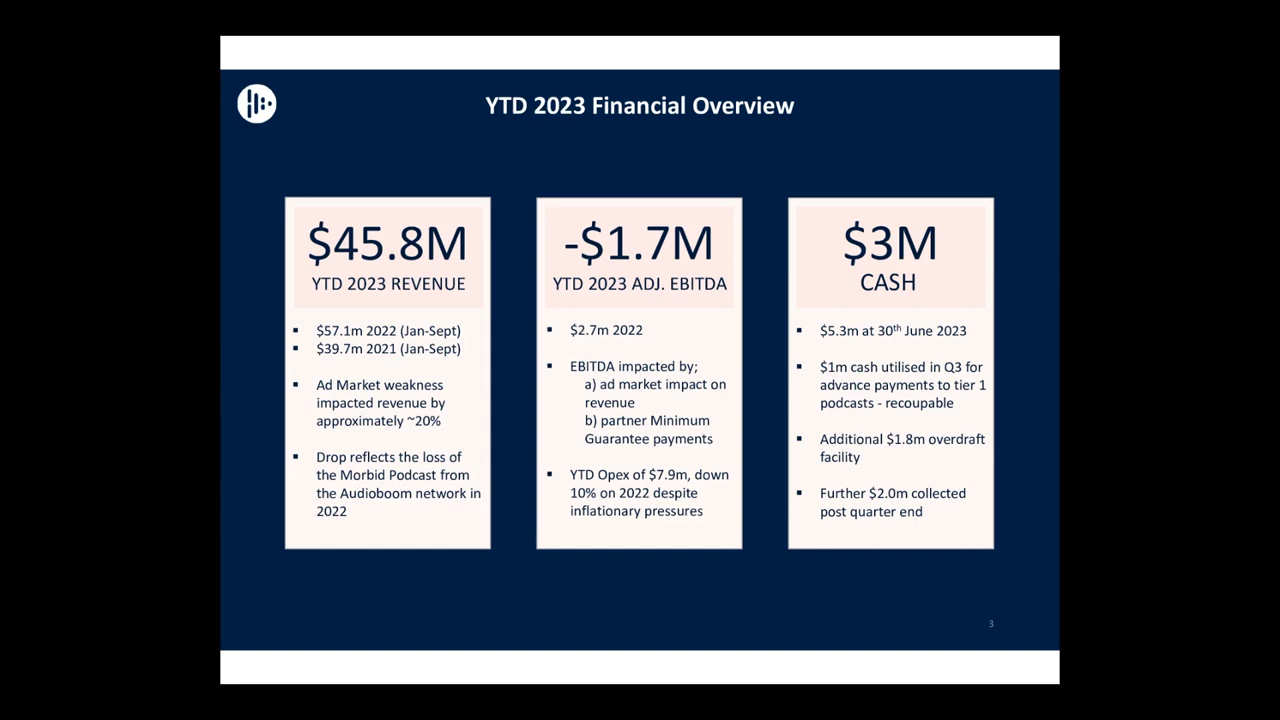 YTD 2023 Financial Overview
$45.8M
YTD 2023 REVENUE
▪ $57.1m 2022 (Jan-Sept)
▪ $39.7m 2021 (Jan-Sept)
▪ Ad Market weakness
impacted revenue by
approximately ~20%
▪ Drop reflects the loss of
the Morbid Podcast from
the Audioboom network in
2022
-$1.7M
YTD 2023 ADJ. EBITDA
▪ $2.7m 2022
▪ EBITDA impacted by;
a) ad market impact on
revenue
b) partner Minimum
Guarantee payments
▪ YTD Opex of $7.9m, down
10% on 2022 despite
inflationary pressures
$3M
CASH
▪ $5.3m at 30th June 2023
▪ $1m cash utilised in Q3 for
advance payments to tier 1
podcasts - recoupable
▪ Additional $1.8m overdraft
facility
▪ Further $2.0m collected
post quarter end
3